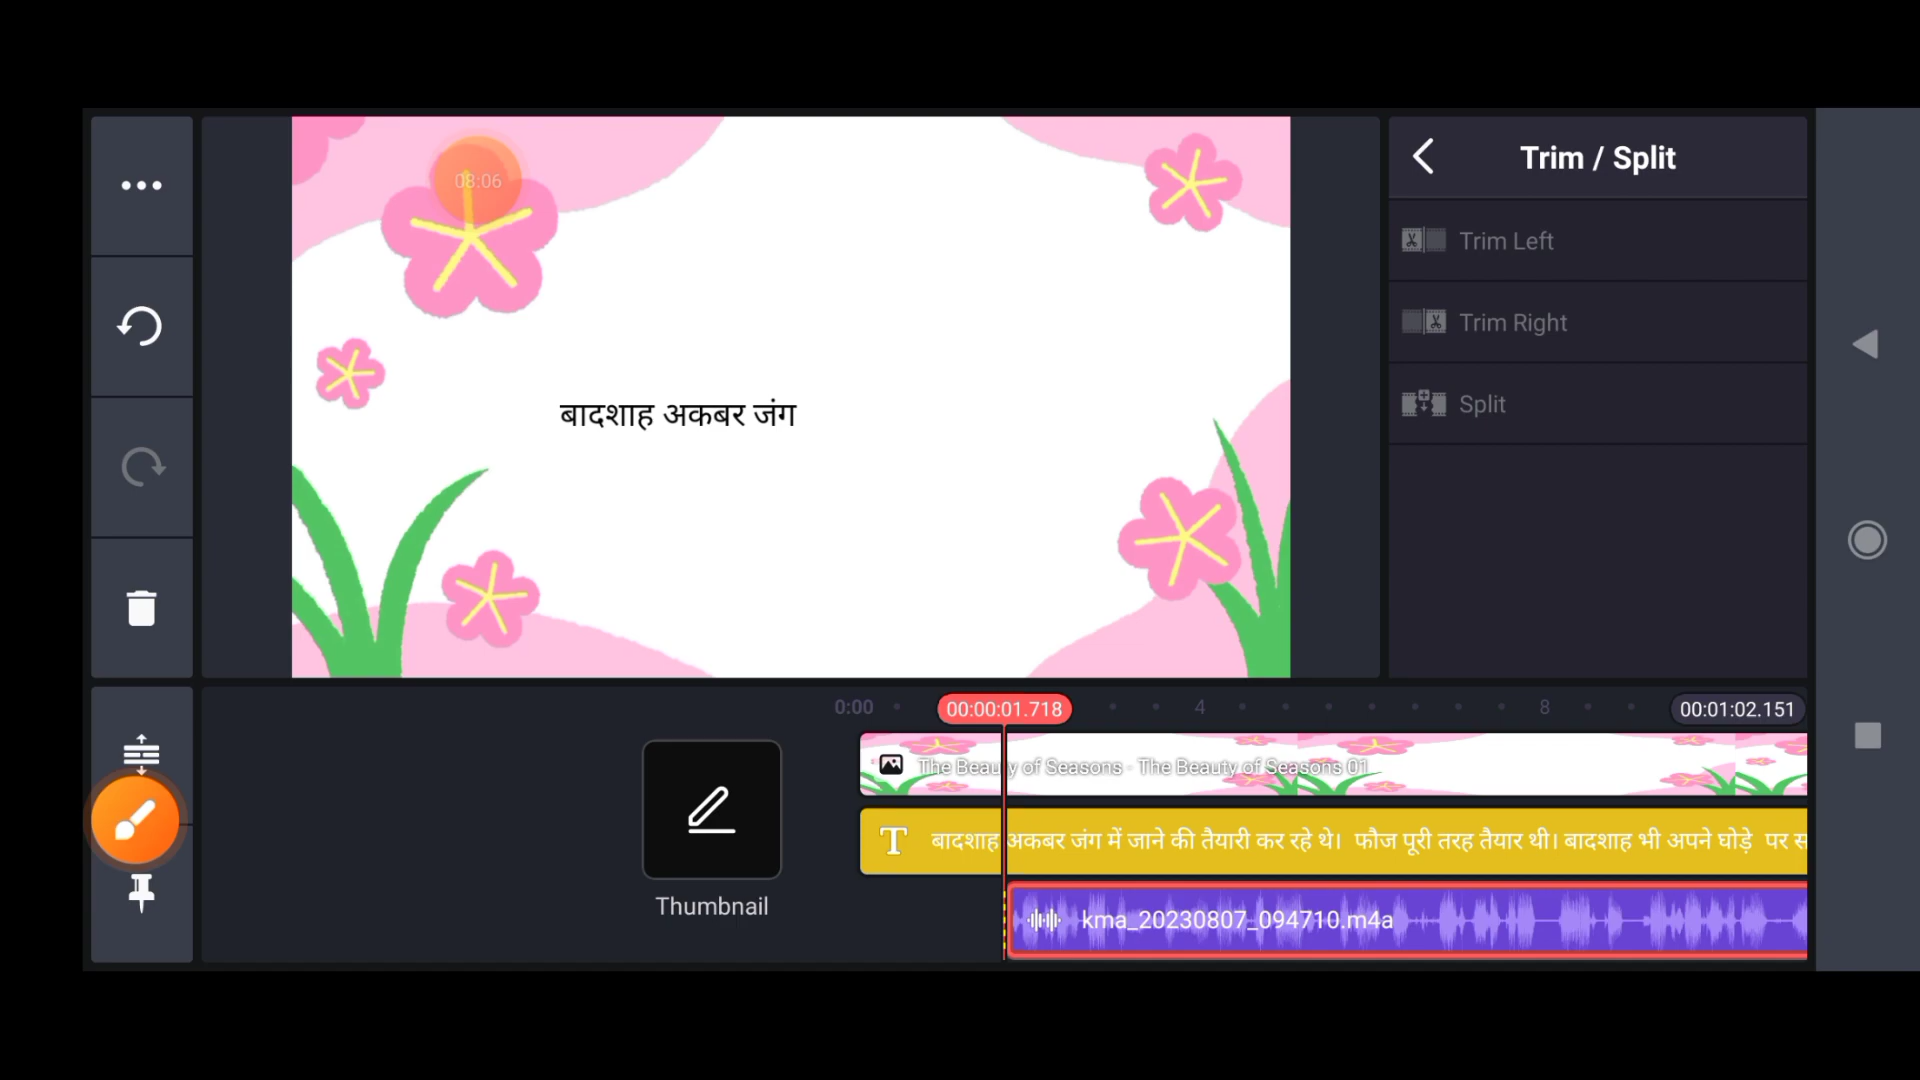 08:06
Trim / Split
Trim Left
Trim Right
Split
बादशाह अकबर जंग
0:00
00:00:01.718
4
8
00:01:02.151
The Beauty of Seasons - The Beauty of Seasons 01
T बादशाह अकबर जंग में जाने की तैयारी कर रहे थे। फौज पूरी तरह तैयार थी। बादशाह भी अपने घोड़े पर स
Thumbnail
kma_20230807_094710.m4a